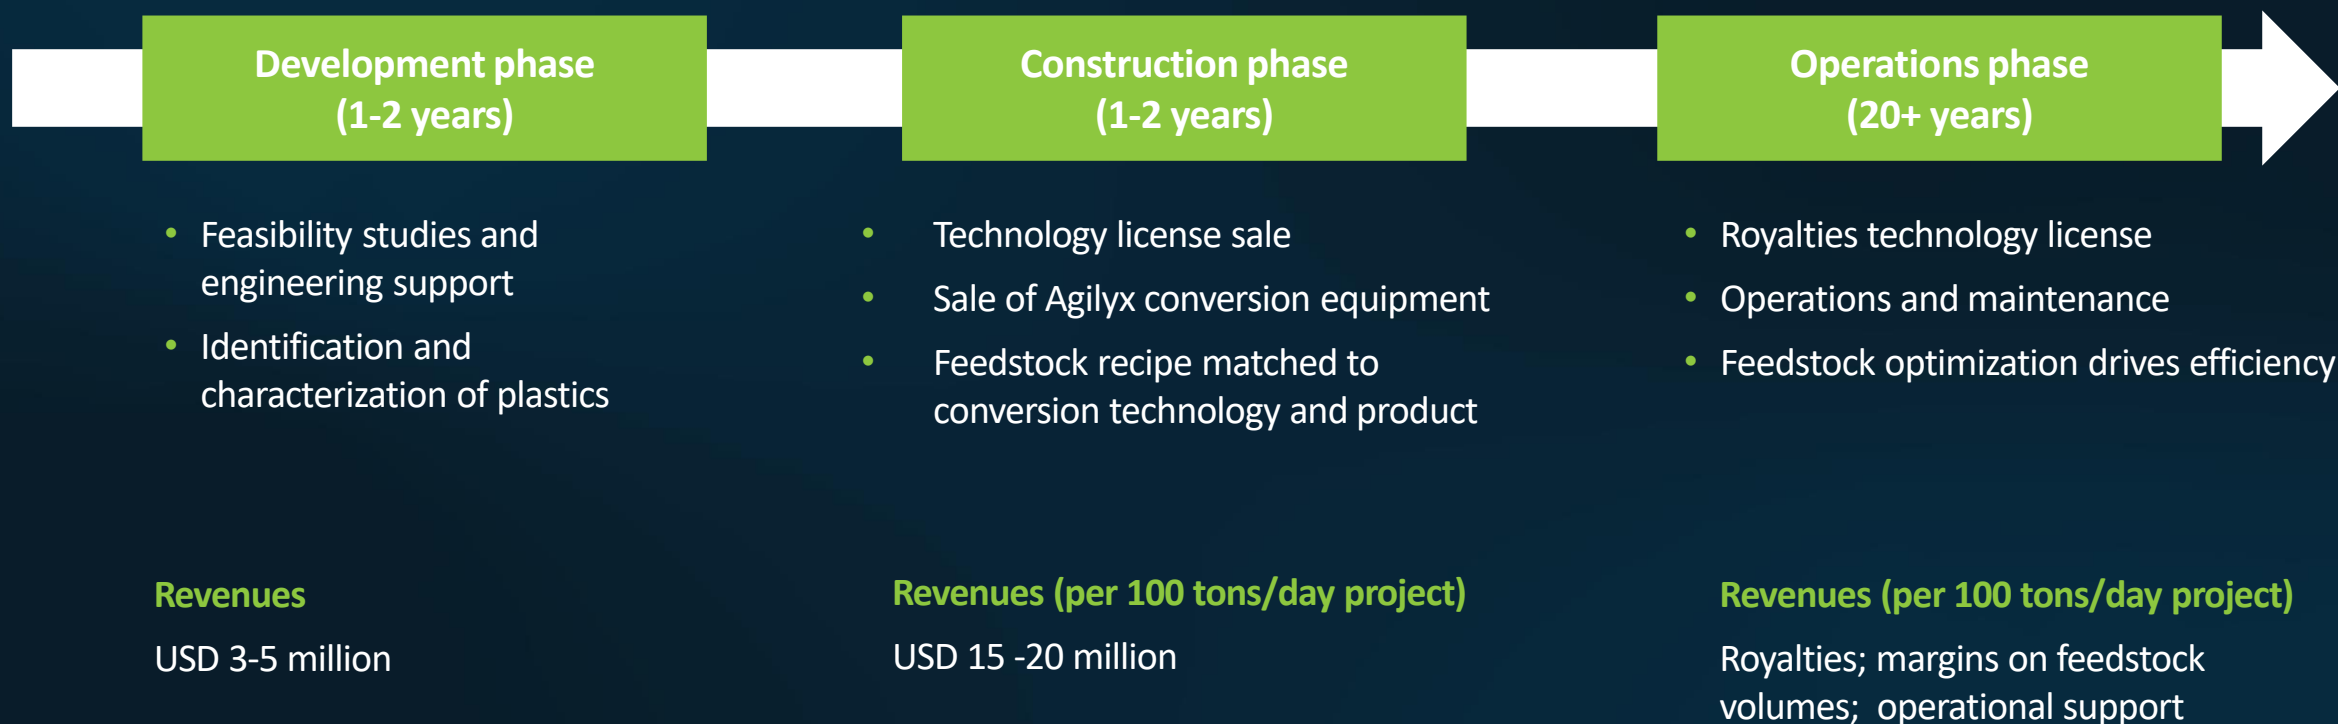 Development phase
(1-2 years)
Construction phase
(1-2 years)
Operations phase
(20+ years)
• Feasibility studies and
engineering support
• Identification and
characterization of plastics
• Technology license sale
• Sale of Agilyx conversion equipment
• Feedstock recipe matched to
conversion technology and product
• Royalties technology license
• Operations and maintenance
• Feedstock optimization drives efficiency
Revenues
USD 3-5 million
Revenues (per 100 tons/day project)
USD 15 -20 million
Revenues (per 100 tons/day project)
Royalties; margins on feedstock
volumes;  operational support